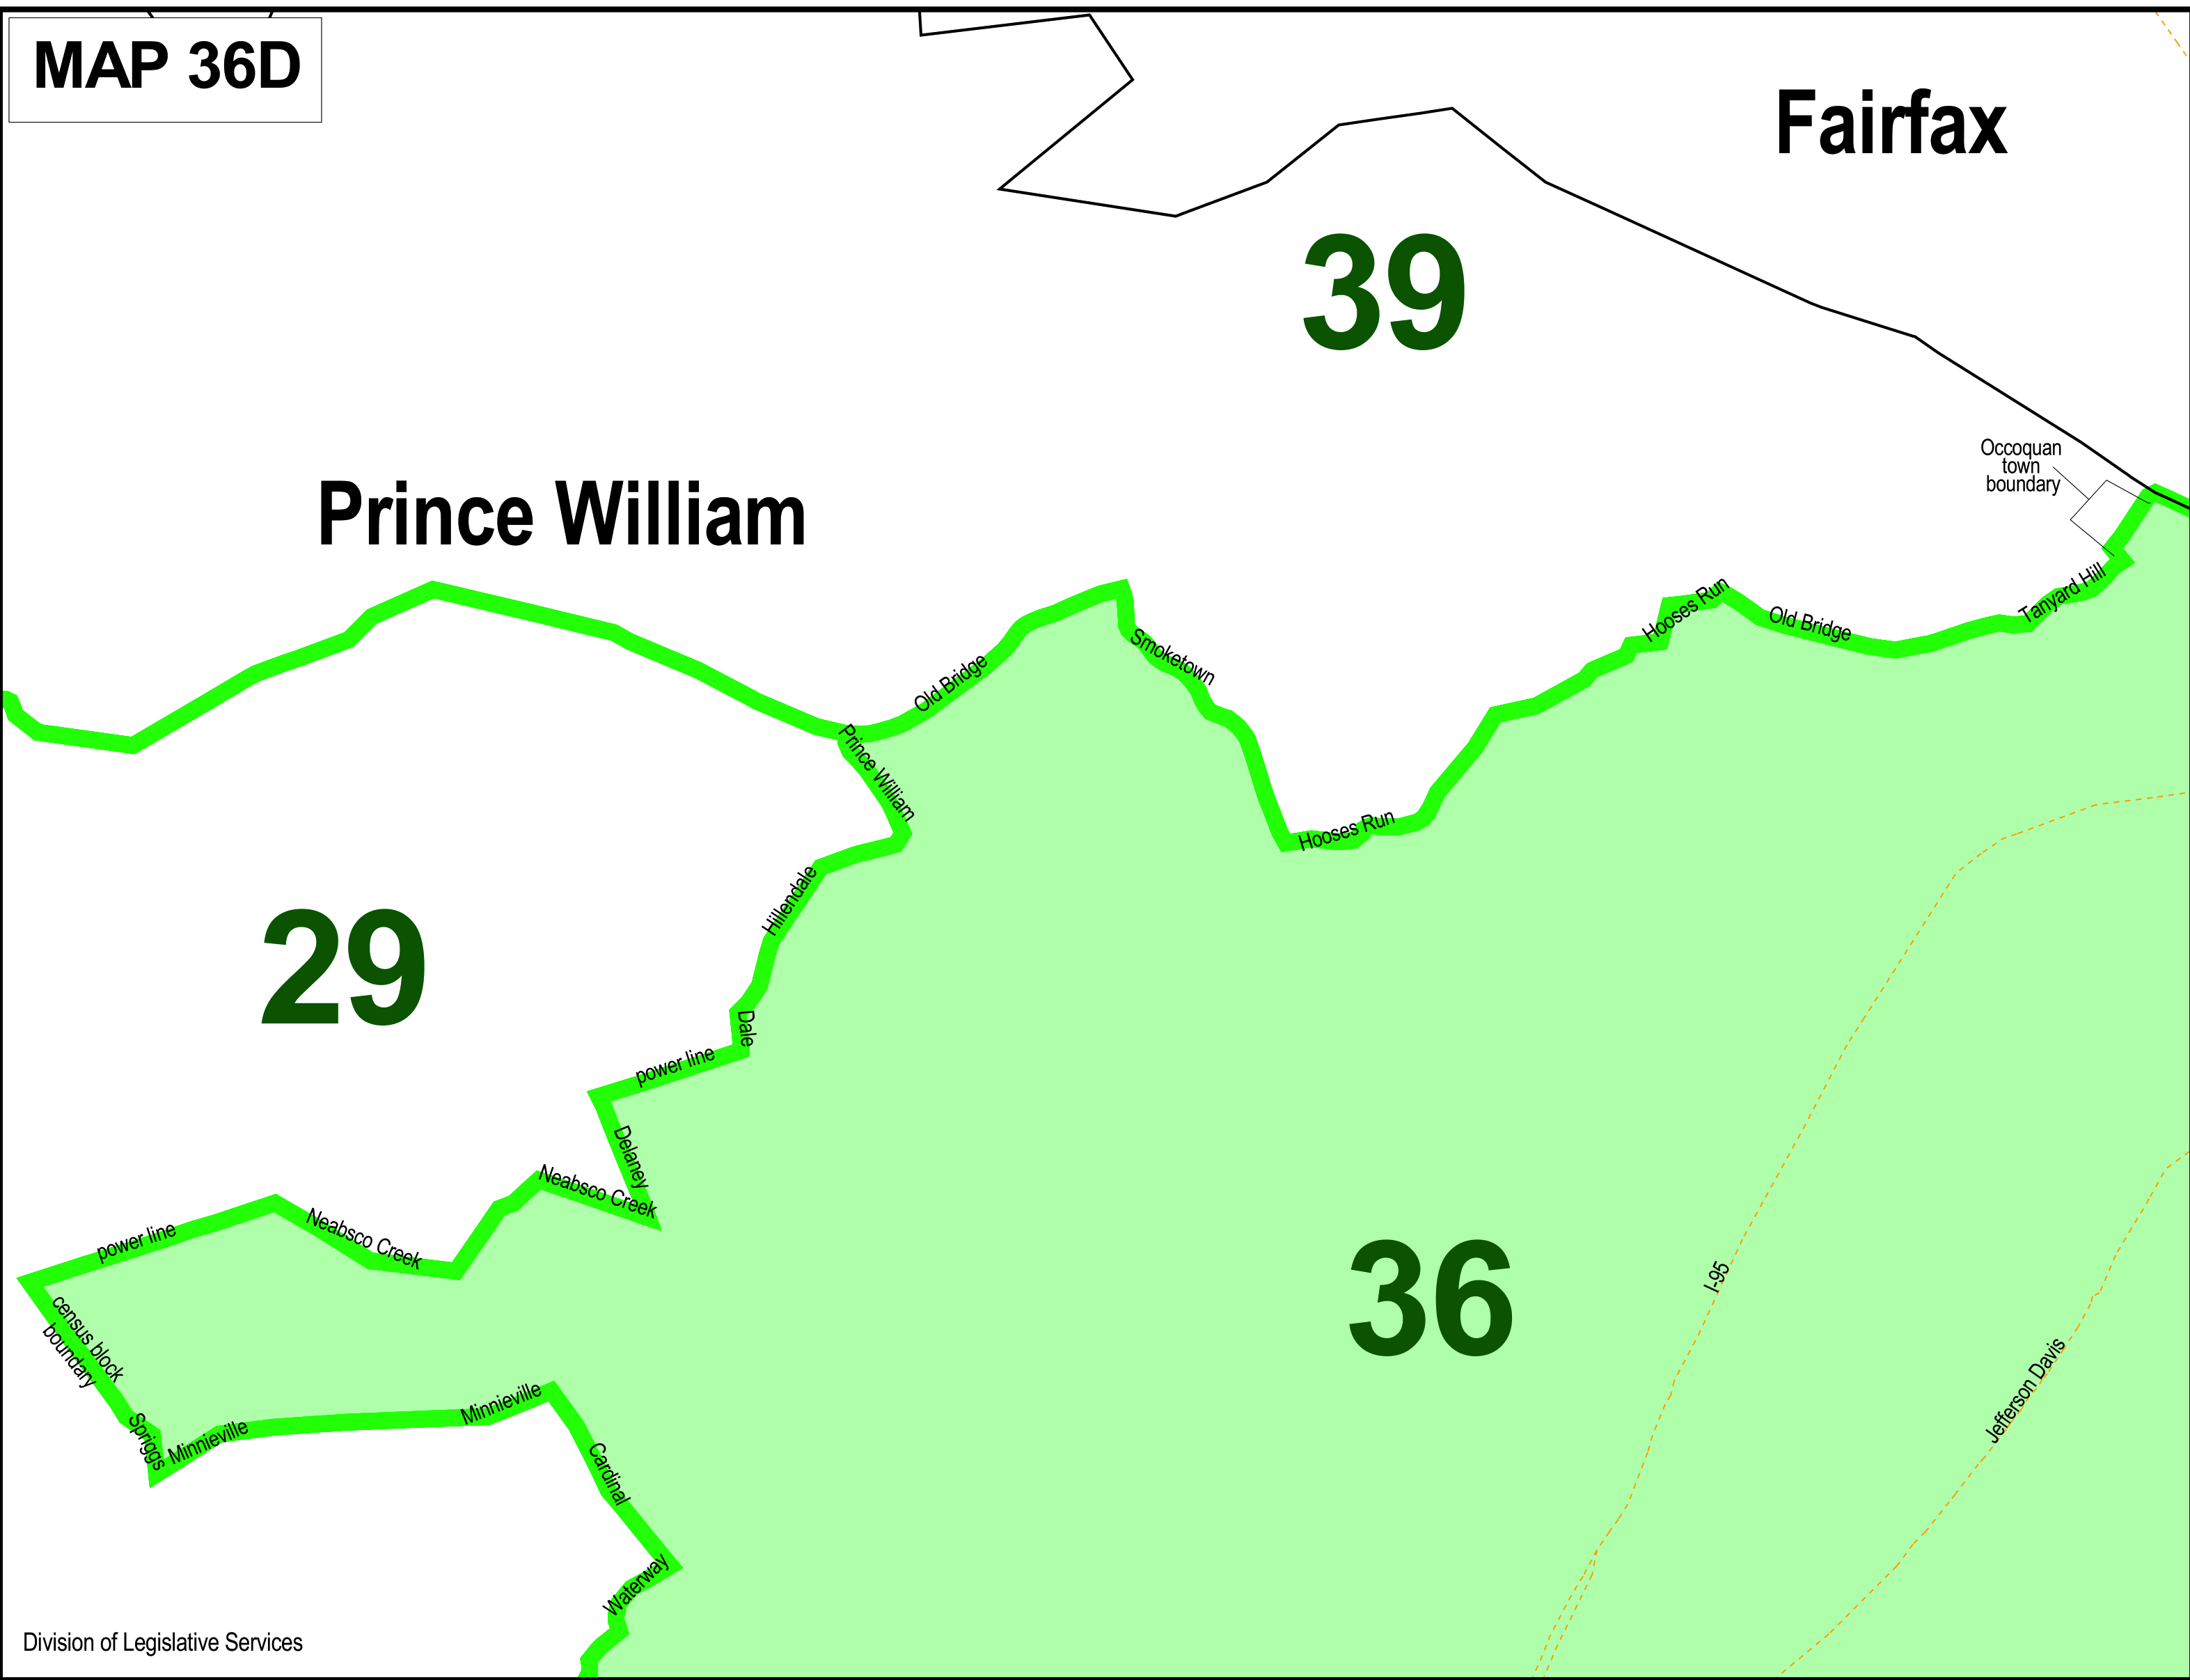 MAP 36D
Fairfax
39
Occoquan
town
boundary
Prince William
Hooses Run
Old Bridge
Tanyard Hill
Smoketown
Old Bridge
Prince William
Hooses Run
Hillendale
29
Dale
power line
Delaney
Neabsco Creek
Neabsco Creek
power line
36
I-95
census block
boundary
Jefferson Davis
Minnieville
Spriggs
Minnieville
Cardinal
Waterway
Division of Legislative Services